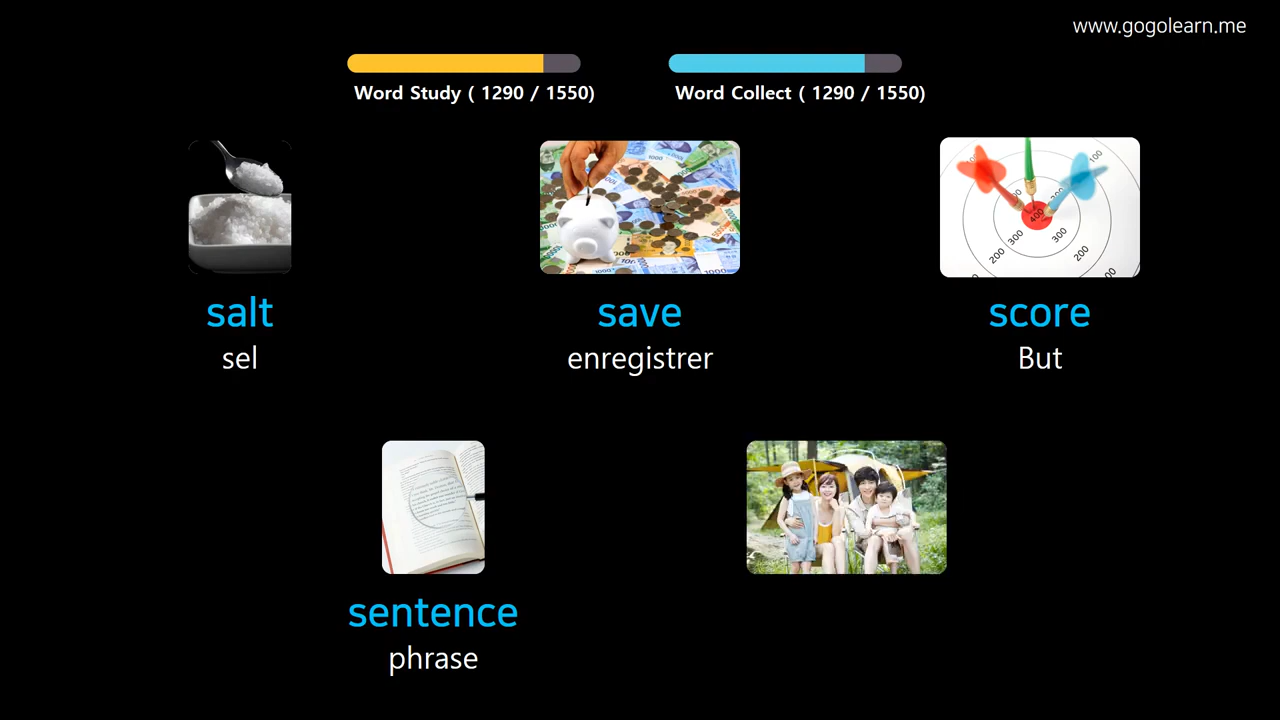 www.gogolearn.me
Word Study ( 1290 / 1550)
Word Collect ( 1290 / 1550)
salt
sel
save
enregistrer
score
But
sentence
phrase